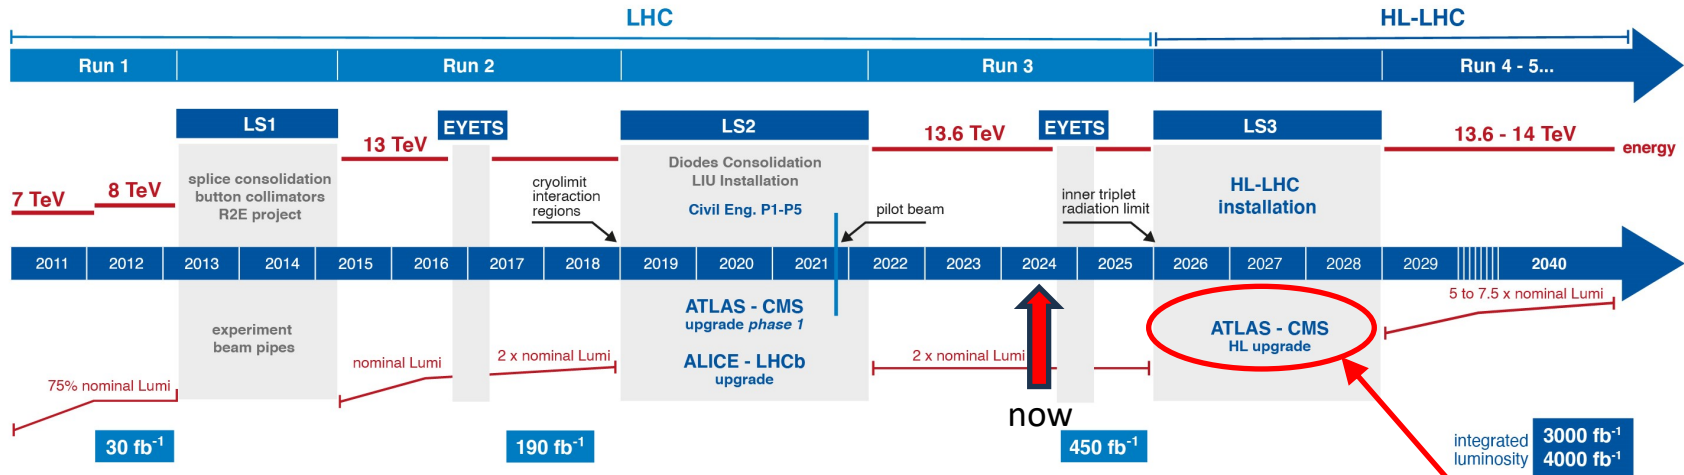 LHC
HL-LHC
Run 1
Run 2
Run 3
Run 4 - 5...
LS1
EYETS
LS2
EYETS
LS3
7 TeV
8 TeV
13 TeV
13.6 TeV
13.6 - 14 TeV
energy
splice consolidation
button collimators
R2E project
cryolimit
interaction
regions
Diodes Consolidation
LIU Installation
Civil Eng. P1-P5
pilot beam
inner triplet
radiation limit
HL-LHC
installation
2011
2012
2013
2014
2015
2016
2017
2018
2019
2020
2021
2022
2023
2024
2025
2026
2027
2028
2029
2040
experiment
beam pipes
75% nominal Lumi
nominal Lumi
2 x nominal Lumi
ATLAS - CMS
upgrade phase 1
ALICE - LHCb
upgrade
2 x nominal Lumi
now
ATLAS - CMS
HL upgrade
5 to 7.5 x nominal Lumi
30 fb⁻¹
190 fb⁻¹
450 fb⁻¹
integrated
luminosity
3000 fb⁻¹
4000 fb⁻¹